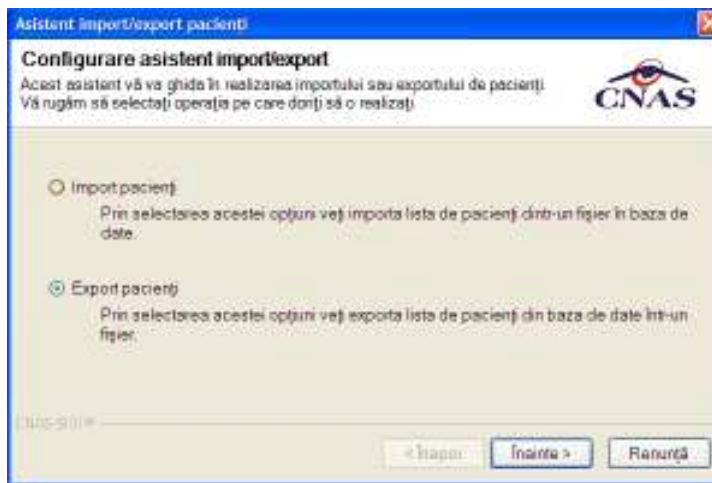 Asistent import/export pacienti
Configurare asistent import/export
Acest asistent vă va ghida în realizarea importului sau exportului de pacienți.
Vă rugăm să selectați operația pe care doriți să o realizați.
CNAS
Import pacienți
Prin selectarea acestei opțiuni veți importa lista de pacienți dintr-un fișier în baza de
date.
Export pacienți
Prin selectarea acestei opțiuni veți exporta lista de pacienți din baza de date într-un
fișier.
< Înapoi
Înainte >
Renunță